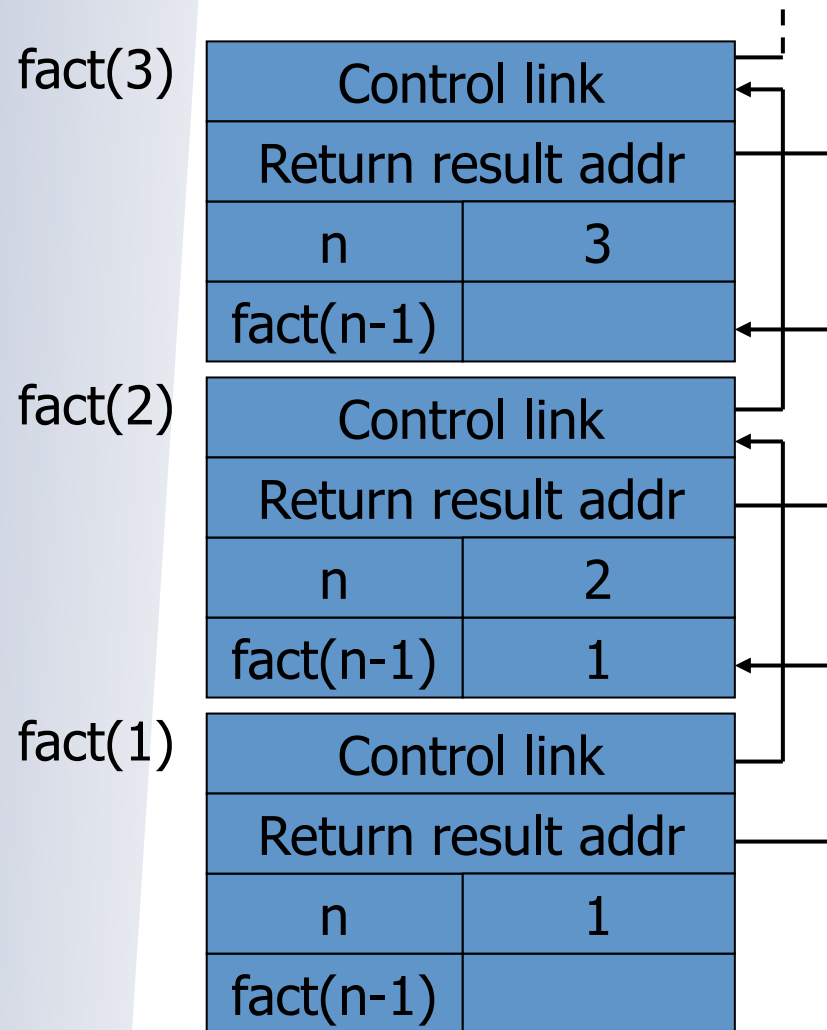 fact(3)
Control link
Return result addr
n 3
fact(n-1)
fact(2)
Control link
Return result addr
n 2
fact(n-1) 1
fact(1)
Control link
Return result addr
n 1
fact(n-1)